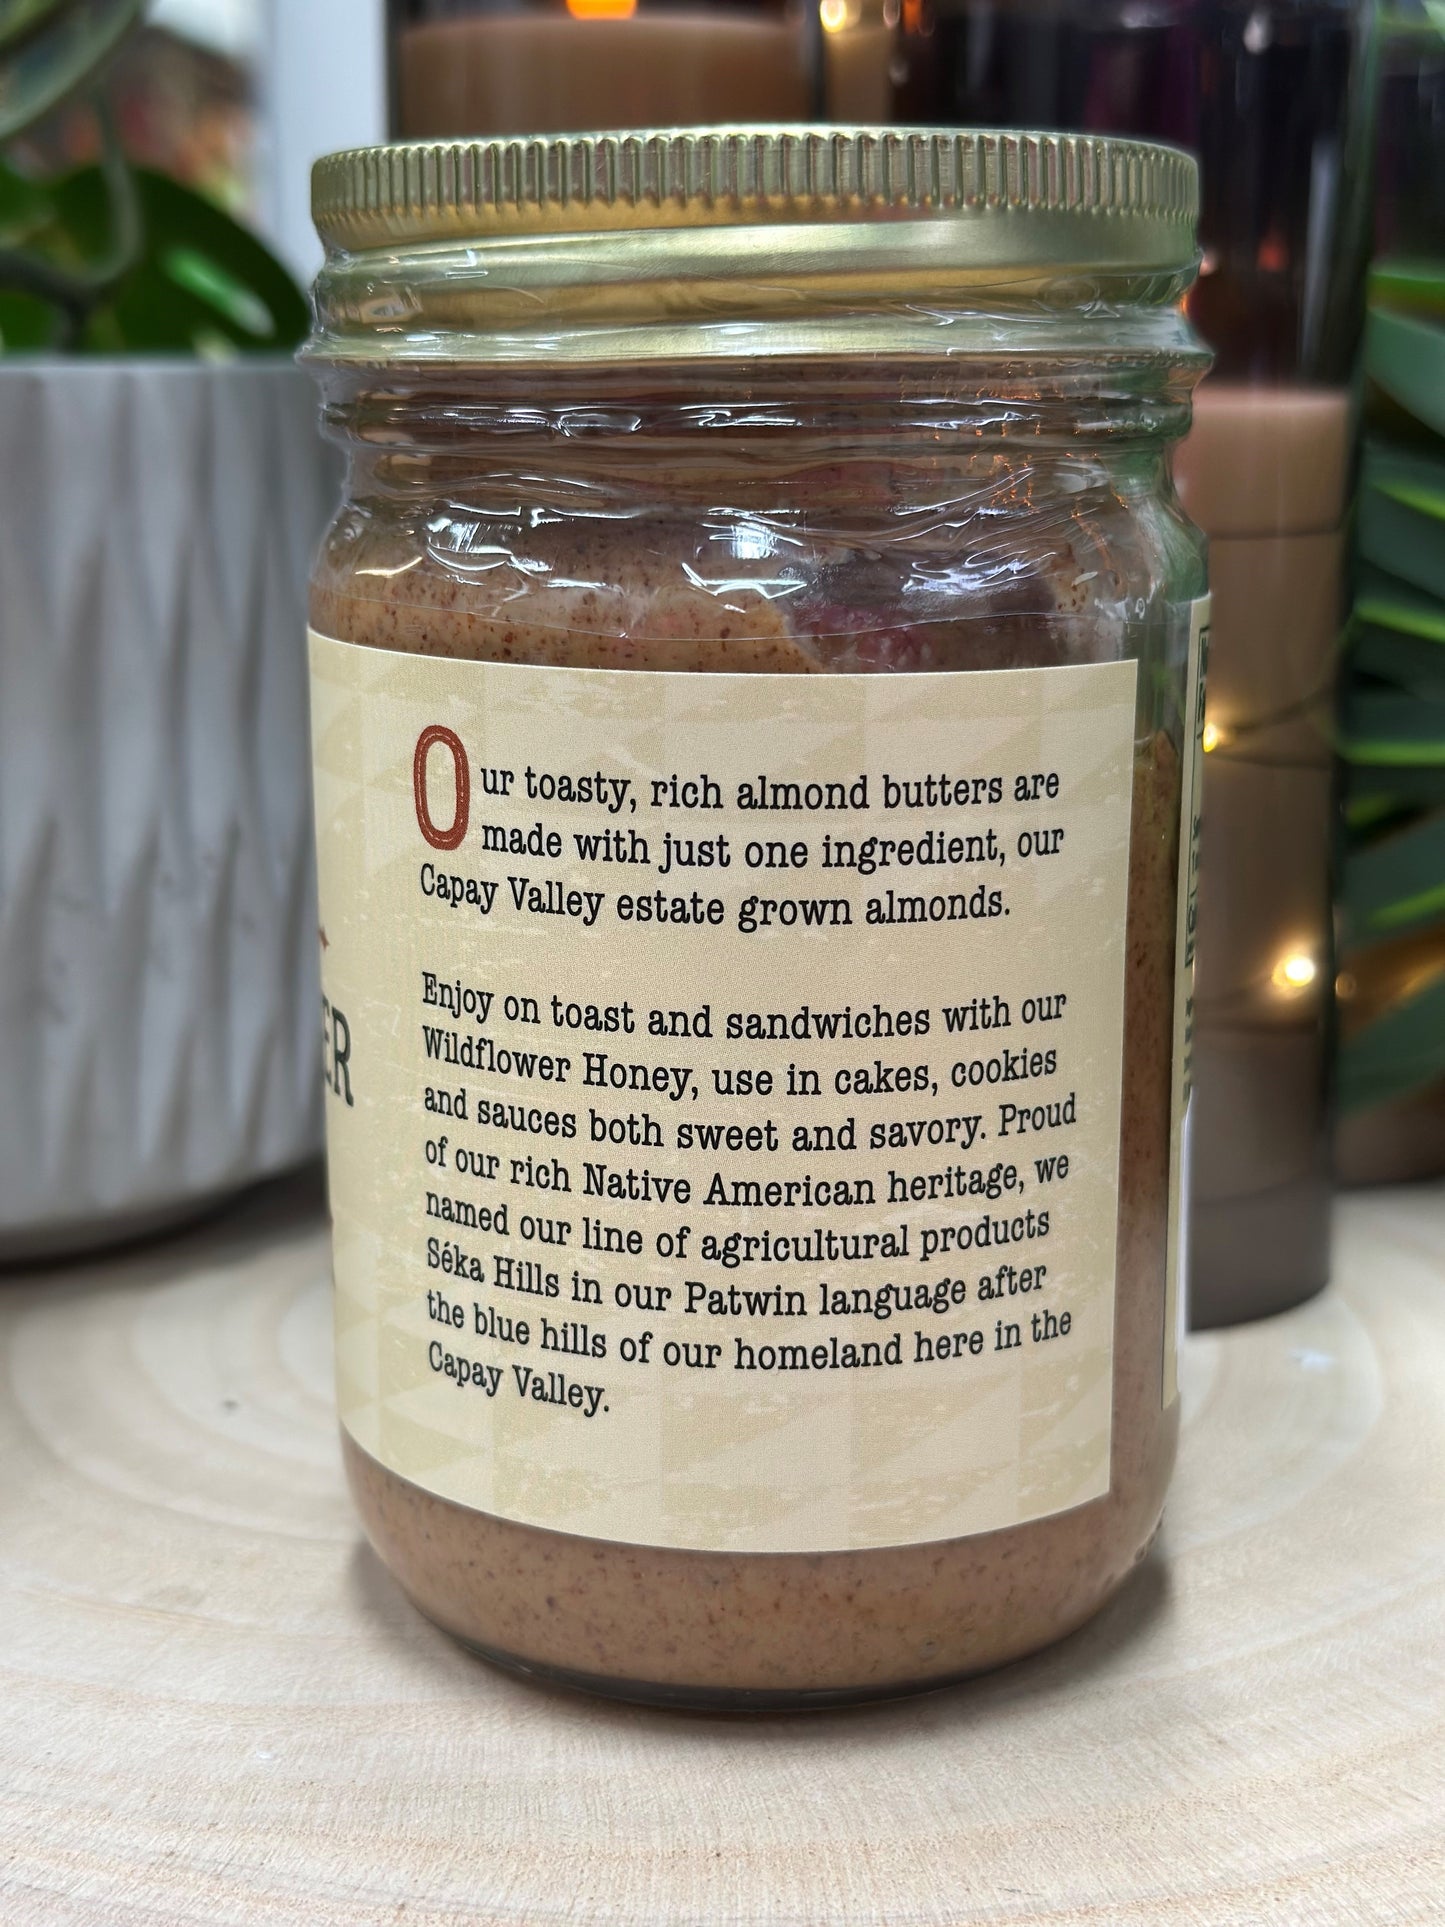 Our toasty, rich almond butters are
made with just one ingredient, our
Capay Valley estate grown almonds.
Enjoy on toast and sandwiches with our
Wildflower Honey, use in cakes, cookies
and sauces both sweet and savory. Proud
of our rich Native American heritage, we
named our line of agricultural products
Séka Hills in our Patwin language after
the blue hills of our homeland here in the
Capay Valley.